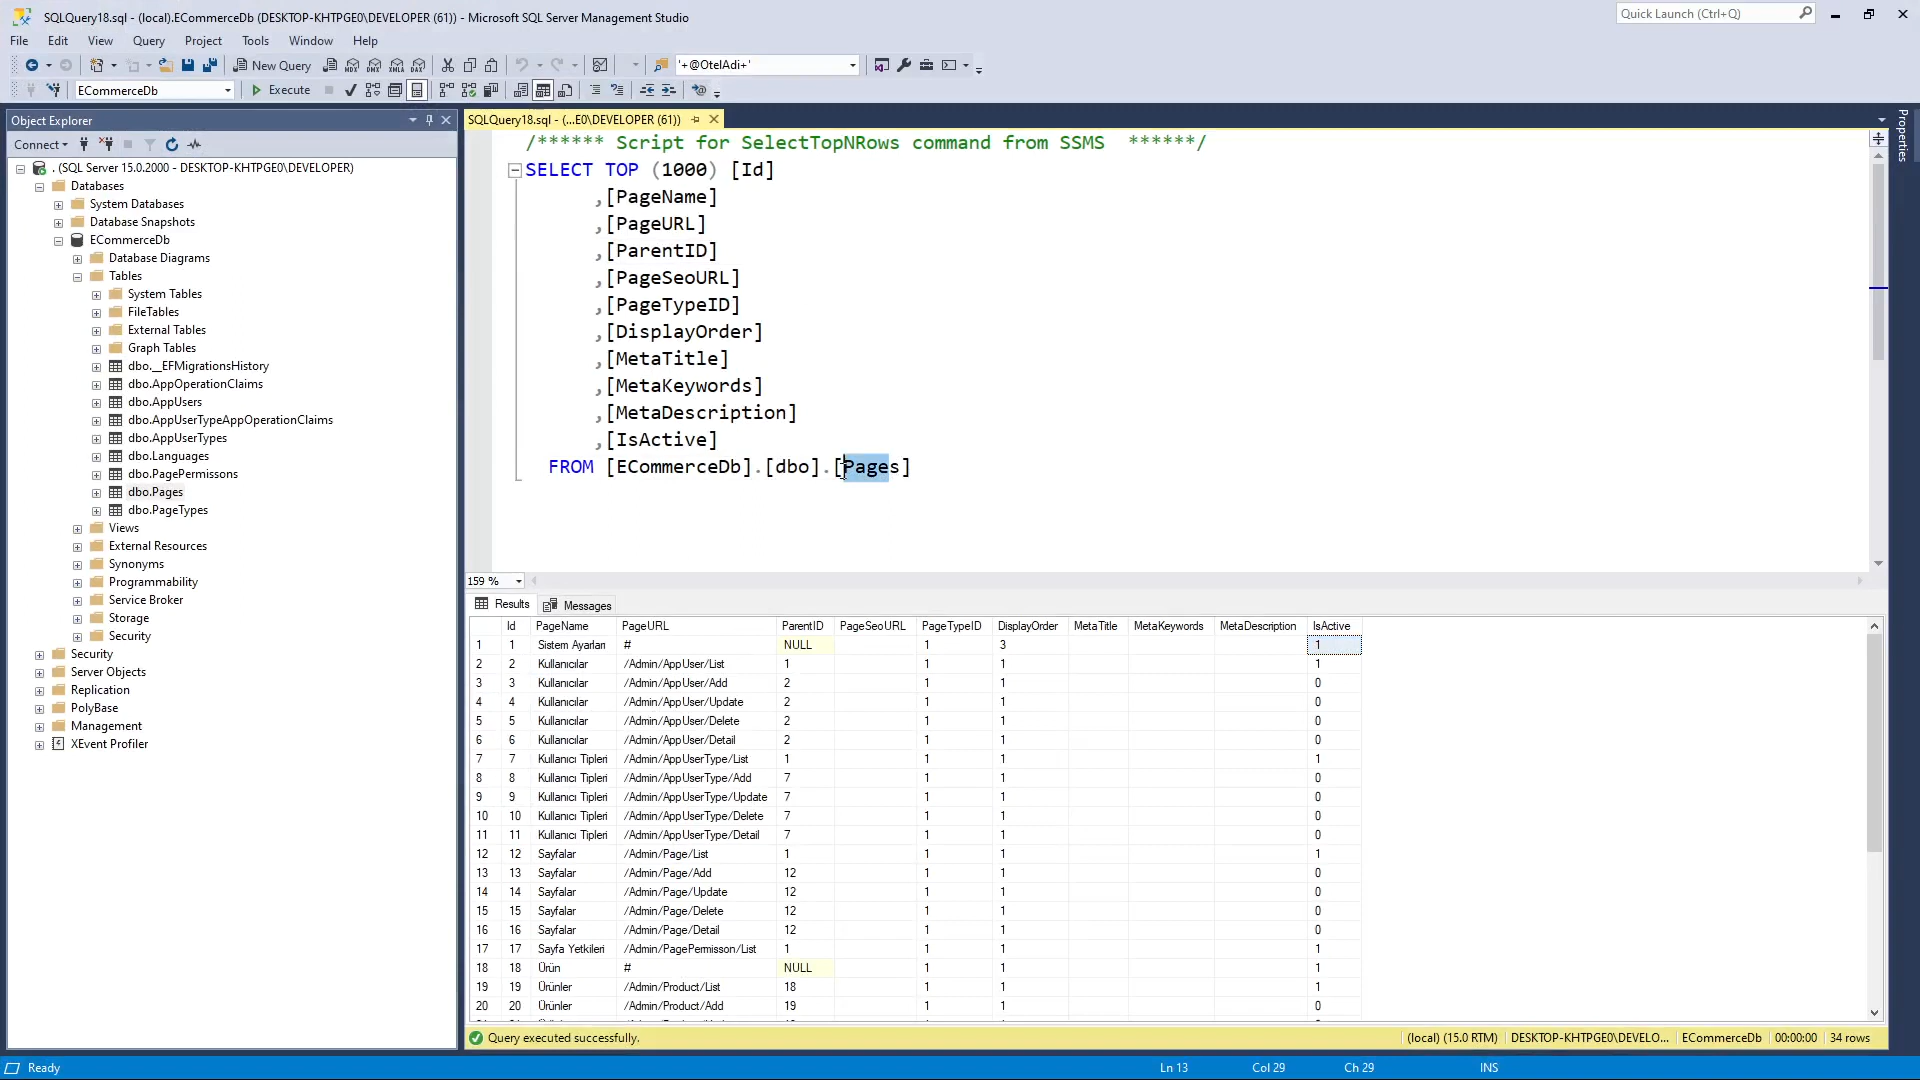 SQLQuery18.sql - (local).ECommerceDb (DESKTOP-KHTPGE0\DEVELOPER (61)) - Microsoft SQL Server Management Studio
Quick Launch (Ctrl+Q)
File Edit View Query Project Tools Window Help
New Query MDX DMX XMLA DAX '+@OtelAdi+'
ECommerceDb Execute
Object Explorer
SQLQuery18.sql - (...E0\DEVELOPER (61))
Properties
Connect
. (SQL Server 15.0.2000 - DESKTOP-KHTPGE0\DEVELOPER)
Databases
System Databases
Database Snapshots
ECommerceDb
Database Diagrams
Tables
System Tables
FileTables
External Tables
Graph Tables
dbo.__EFMigrationsHistory
dbo.AppOperationClaims
dbo.AppUsers
dbo.AppUserTypeAppOperationClaims
dbo.AppUserTypes
dbo.Languages
dbo.PagePermissons
dbo.Pages
dbo.PageTypes
Views
External Resources
Synonyms
Programmability
Service Broker
Storage
Security
Security
Server Objects
Replication
PolyBase
Management
XEvent Profiler
/****** Script for SelectTopNRows command from SSMS ******/
SELECT TOP (1000) [Id]
,[PageName]
,[PageURL]
,[ParentID]
,[PageSeoURL]
,[PageTypeID]
,[DisplayOrder]
,[MetaTitle]
,[MetaKeywords]
,[MetaDescription]
,[IsActive]
FROM [ECommerceDb].[dbo].[Pages]
159 %
Results Messages
Id PageName PageURL ParentID PageSeoURL PageTypeID DisplayOrder MetaTitle MetaKeywords MetaDescription IsActive
1 1 Sistem Ayarları # NULL 1 3 1
2 2 Kullanıcılar /Admin/AppUser/List 1 1 1 1
3 3 Kullanıcılar /Admin/AppUser/Add 2 1 1 0
4 4 Kullanıcılar /Admin/AppUser/Update 2 1 1 0
5 5 Kullanıcılar /Admin/AppUser/Delete 2 1 1 0
6 6 Kullanıcılar /Admin/AppUser/Detail 2 1 1 0
7 7 Kullanıcı Tipleri /Admin/AppUserType/List 1 1 1 1
8 8 Kullanıcı Tipleri /Admin/AppUserType/Add 7 1 1 0
9 9 Kullanıcı Tipleri /Admin/AppUserType/Update 7 1 1 0
10 10 Kullanıcı Tipleri /Admin/AppUserType/Delete 7 1 1 0
11 11 Kullanıcı Tipleri /Admin/AppUserType/Detail 7 1 1 0
12 12 Sayfalar /Admin/Page/List 1 1 1 1
13 13 Sayfalar /Admin/Page/Add 12 1 1 0
14 14 Sayfalar /Admin/Page/Update 12 1 1 0
15 15 Sayfalar /Admin/Page/Delete 12 1 1 0
16 16 Sayfalar /Admin/Page/Detail 12 1 1 0
17 17 Sayfa Yetkileri /Admin/PagePermisson/List 1 1 1 1
18 18 Ürün # NULL 1 1 1
19 19 Ürünler /Admin/Product/List 18 1 1 1
20 20 Ürünler /Admin/Product/Add 19 1 1 0
Query executed successfully. (local) (15.0 RTM) DESKTOP-KHTPGE0\DEVELO... ECommerceDb 00:00:00 34 rows
Ready Ln 13 Col 29 Ch 29 INS